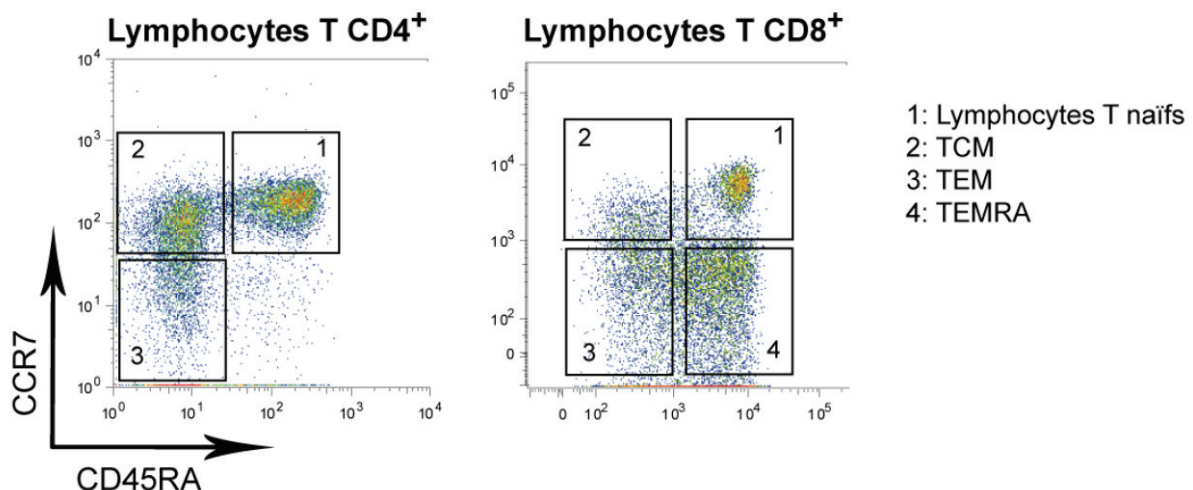 Lymphocytes T CD4+
Lymphocytes T CD8+
10^4
10^3
10^2
10^1
10^0
10^0 10^1 10^2 10^3 10^4
2
1
3
10^5
10^4
10^3
10^2
0
0 10^2 10^3 10^4 10^5
2
1
3
4
CCR7
CD45RA
1: Lymphocytes T naïfs
2: TCM
3: TEM
4: TEMRA